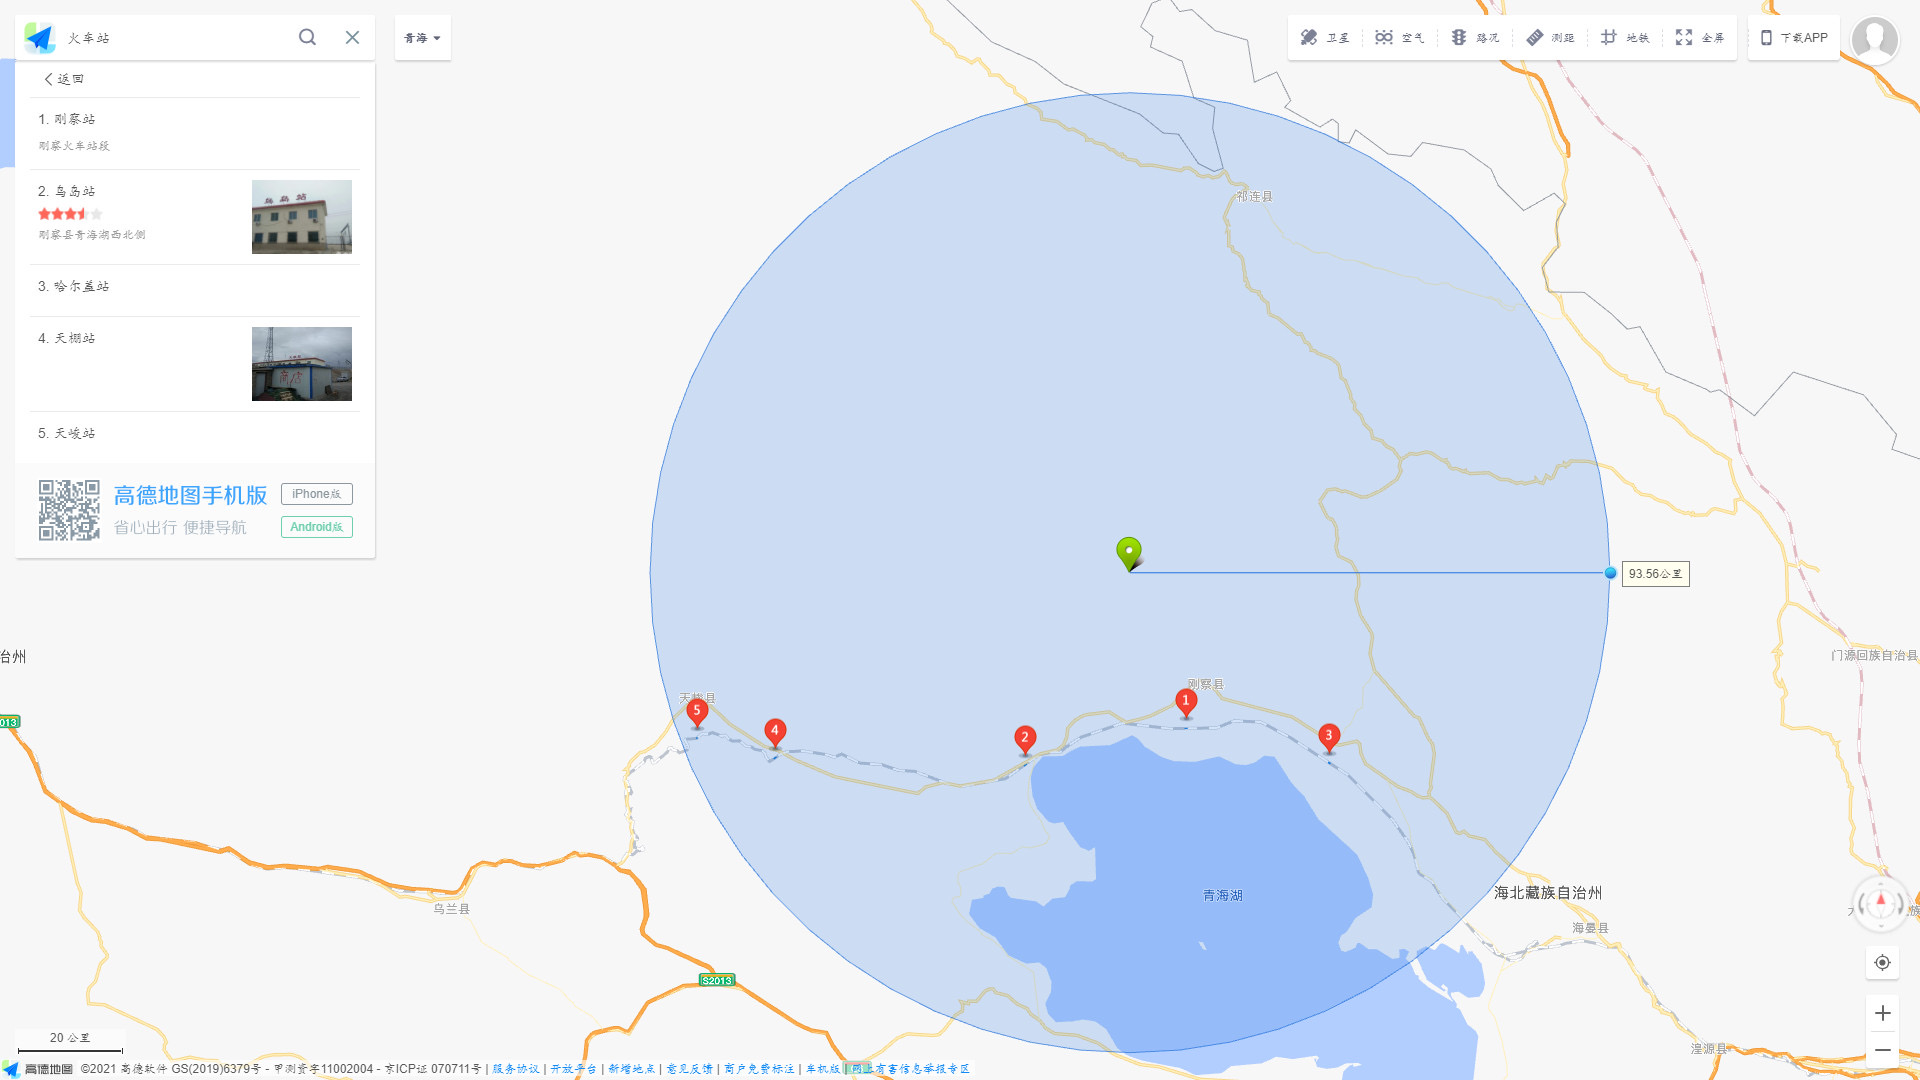 火车站
青海
卫星
空气
路况
测距
地铁
全屏
下载APP
返回
1. 刚察站
刚察火车站段
2. 鸟岛站
刚察县青海湖西北侧
鸟岛站
3. 哈尔盖站
4. 天棚站
商店
5. 天峻站
高德地图手机版
iPhone版
省心出行 便捷导航
Android版
祁连县
93.56公里
治州
门源回族自治县
刚察县
1
5
4
2
3
013
青海湖
海北藏族自治州
乌兰县
海晏县
S2013
湟源县
20 公里
高德地图
©2021 高德软件 GS(2019)6379号 - 甲测资字11002004 - 京ICP证 070711号 | 服务协议 | 开放平台 | 新增地点 | 意见反馈 | 商户免费标注 | 车机版 | 网上有害信息举报专区